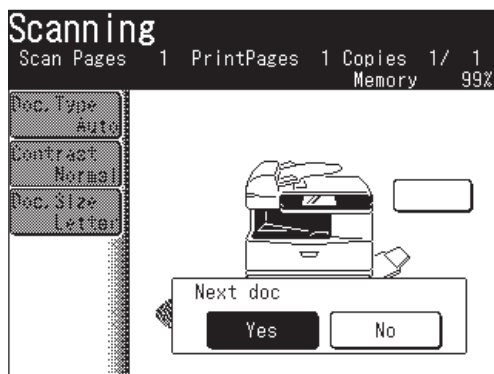 Scanning
Scan Pages 1 PrintPages 1 Copies 1/ 1
Memory 99%
Doc.Type
Auto
Contrast
Normal
Doc.Size
Letter
Next doc
Yes No